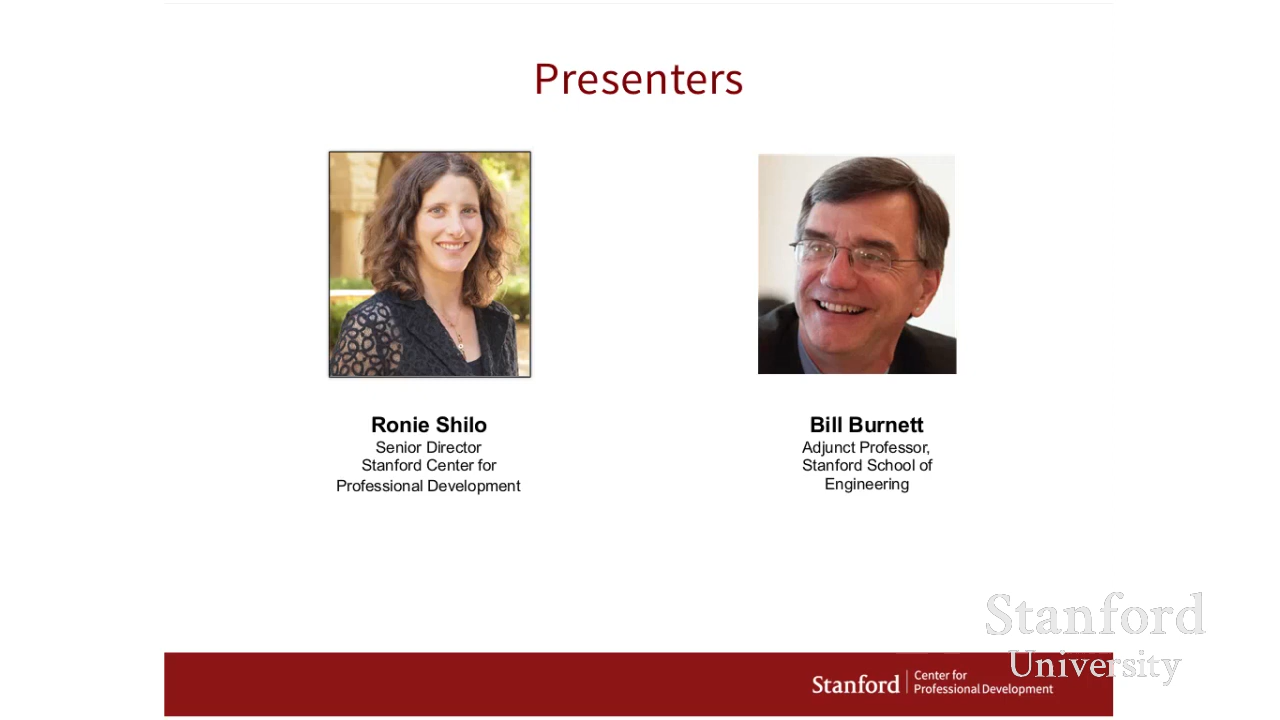 Presenters
Ronie Shilo
Senior Director
Stanford Center for
Professional Development
Bill Burnett
Adjunct Professor,
Stanford School of
Engineering
Stanford
University
Stanford
Center for
Professional Development